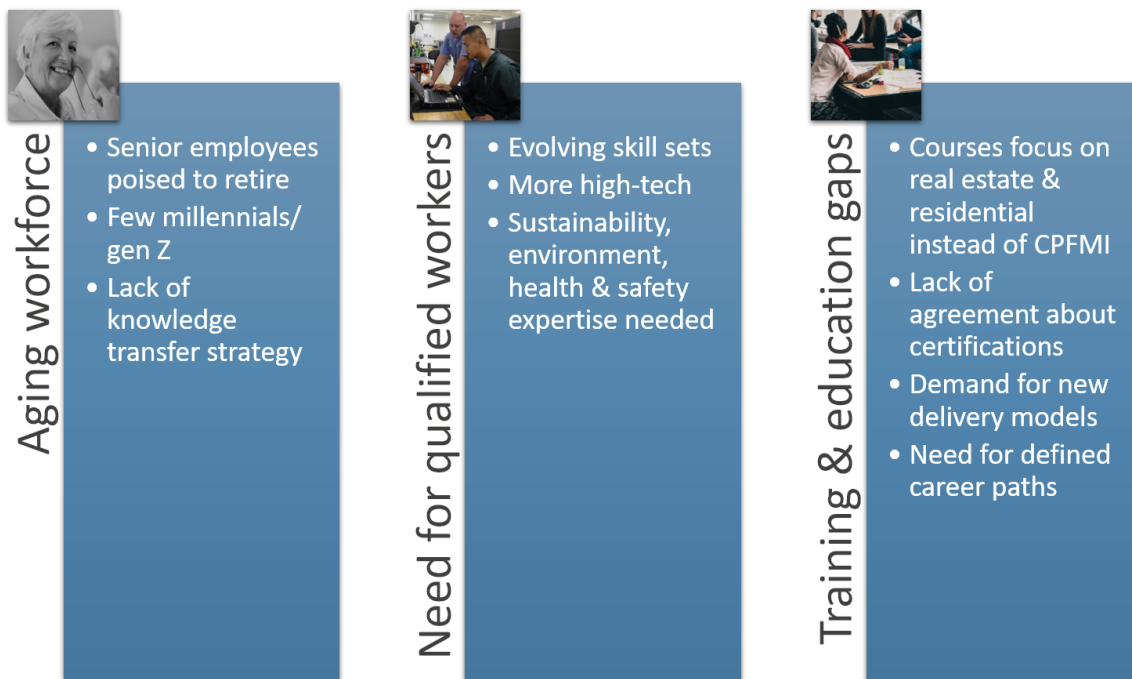 Aging workforce
• Senior employees
poised to retire
• Few millennials/
gen Z
• Lack of
knowledge
transfer strategy
Need for qualified workers
• Evolving skill sets
• More high-tech
• Sustainability,
environment,
health & safety
expertise needed
Training & education gaps
• Courses focus on
real estate &
residential
instead of CPFMI
• Lack of
agreement about
certifications
• Demand for new
delivery models
• Need for defined
career paths